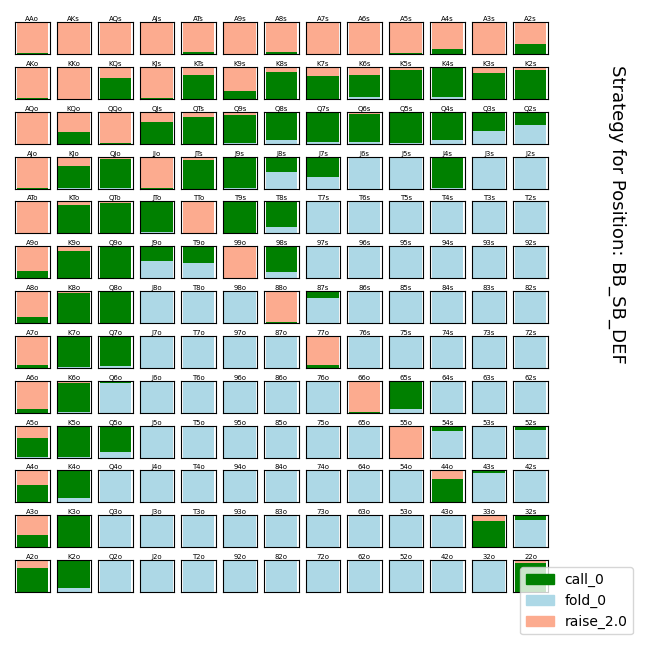 AAo AKs AQs AJs ATs A9s A8s A7s A6s A5s A4s A3s A2s
AKo KKo KQs KJs KTs K9s K8s K7s K6s K5s K4s K3s K2s
AQo KQo QQo QJs QTs Q9s Q8s Q7s Q6s Q5s Q4s Q3s Q2s
AJo KJo QJo JJo JTs J9s J8s J7s J6s J5s J4s J3s J2s
ATo KTo QTo JTo TTo T9s T8s T7s T6s T5s T4s T3s T2s
A9o K9o Q9o J9o T9o 99o 98s 97s 96s 95s 94s 93s 92s
A8o K8o Q8o J8o T8o 98o 88o 87s 86s 85s 84s 83s 82s
A7o K7o Q7o J7o T7o 97o 87o 77o 76s 75s 74s 73s 72s
A6o K6o Q6o J6o T6o 96o 86o 76o 66o 65s 64s 63s 62s
A5o K5o Q5o J5o T5o 95o 85o 75o 65o 55o 54s 53s 52s
A4o K4o Q4o J4o T4o 94o 84o 74o 64o 54o 44o 43s 42s
A3o K3o Q3o J3o T3o 93o 83o 73o 63o 53o 43o 33o 32s
A2o K2o Q2o J2o T2o 92o 82o 72o 62o 52o 42o 32o 22o
Strategy for Position: BB_SB_DEF
call_0
fold_0
raise_2.0